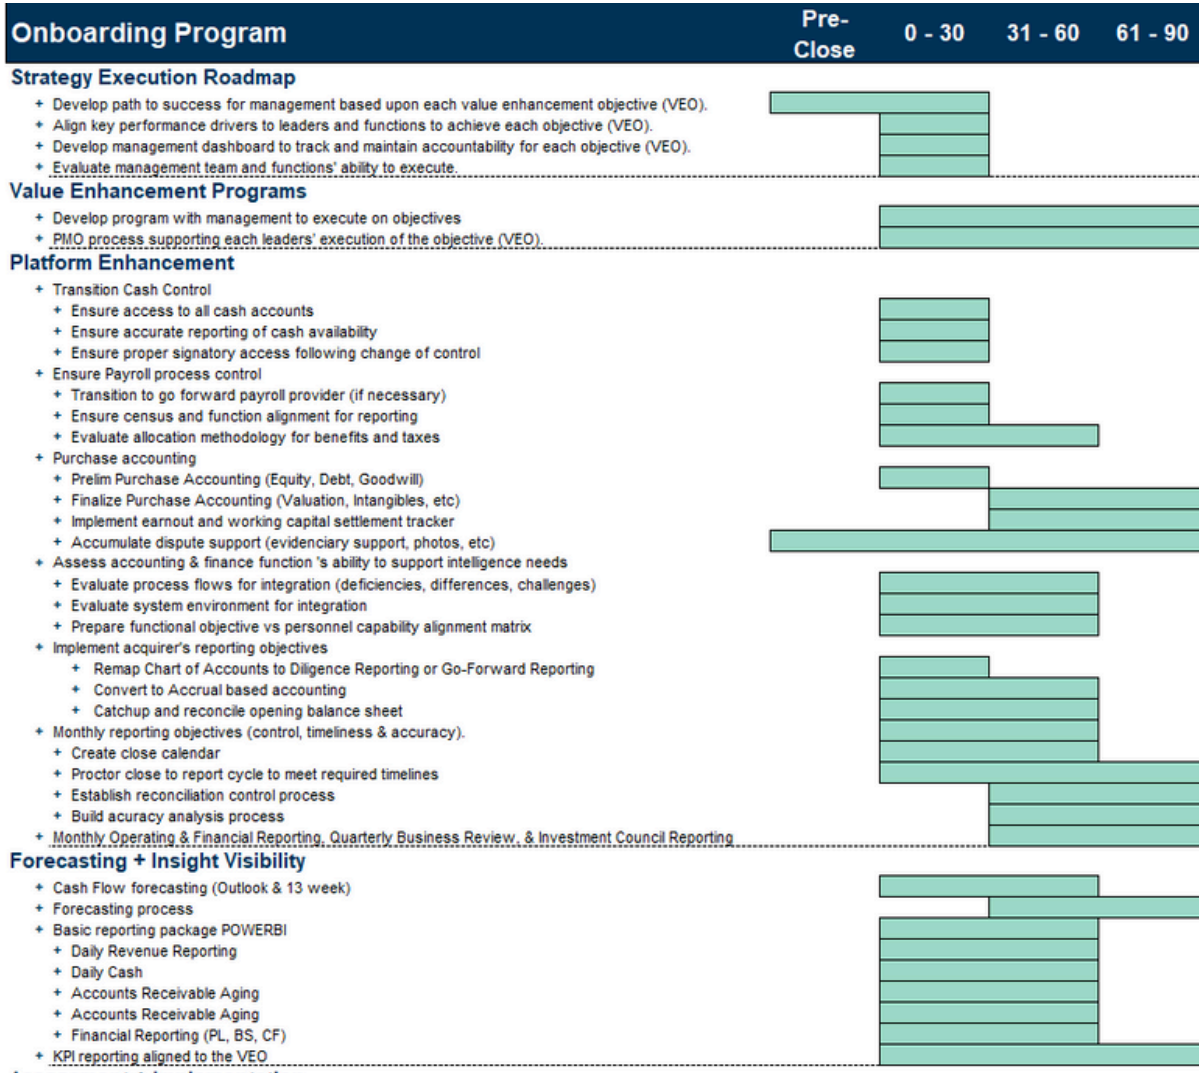 Onboarding Program Pre-Close 0 - 30 31 - 60 61 - 90
Strategy Execution Roadmap
+ Develop path to success for management based upon each value enhancement objective (VEO).
+ Align key performance drivers to leaders and functions to achieve each objective (VEO).
+ Develop management dashboard to track and maintain accountability for each objective (VEO).
+ Evaluate management team and functions' ability to execute.
Value Enhancement Programs
+ Develop program with management to execute on objectives
+ PMO process supporting each leaders' execution of the objective (VEO).
Platform Enhancement
+ Transition Cash Control
+ Ensure access to all cash accounts
+ Ensure accurate reporting of cash availability
+ Ensure proper signatory access following change of control
+ Ensure Payroll process control
+ Transition to go forward payroll provider (if necessary)
+ Ensure census and function alignment for reporting
+ Evaluate allocation methodology for benefits and taxes
+ Purchase accounting
+ Prelim Purchase Accounting (Equity, Debt, Goodwill)
+ Finalize Purchase Accounting (Valuation, Intangibles, etc)
+ Implement earnout and working capital settlement tracker
+ Accumulate dispute support (evidenciary support, photos, etc)
+ Assess accounting & finance function 's ability to support intelligence needs
+ Evaluate process flows for integration (deficiencies, differences, challenges)
+ Evaluate system environment for integration
+ Prepare functional objective vs personnel capability alignment matrix
+ Implement acquirer's reporting objectives
+ Remap Chart of Accounts to Diligence Reporting or Go-Forward Reporting
+ Convert to Accrual based accounting
+ Catchup and reconcile opening balance sheet
+ Monthly reporting objectives (control, timeliness & accuracy).
+ Create close calendar
+ Proctor close to report cycle to meet required timelines
+ Establish reconciliation control process
+ Build acuracy analysis process
+ Monthly Operating & Financial Reporting, Quarterly Business Review, & Investment Council Reporting
Forecasting + Insight Visibility
+ Cash Flow forecasting (Outlook & 13 week)
+ Forecasting process
+ Basic reporting package POWERBI
+ Daily Revenue Reporting
+ Daily Cash
+ Accounts Receivable Aging
+ Accounts Receivable Aging
+ Financial Reporting (PL, BS, CF)
+ KPI reporting aligned to the VEO